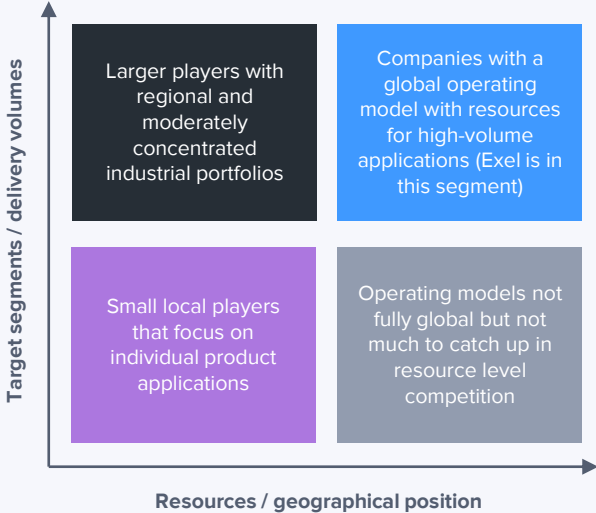 Target segments / delivery volumes
Larger players with
regional and
moderately
concentrated
industrial portfolios
Companies with a
global operating
model with resources
for high-volume
applications (Exel is in
this segment)
Small local players
that focus on
individual product
applications
Operating models not
fully global but not
much to catch up in
resource level
competition
Resources / geographical position